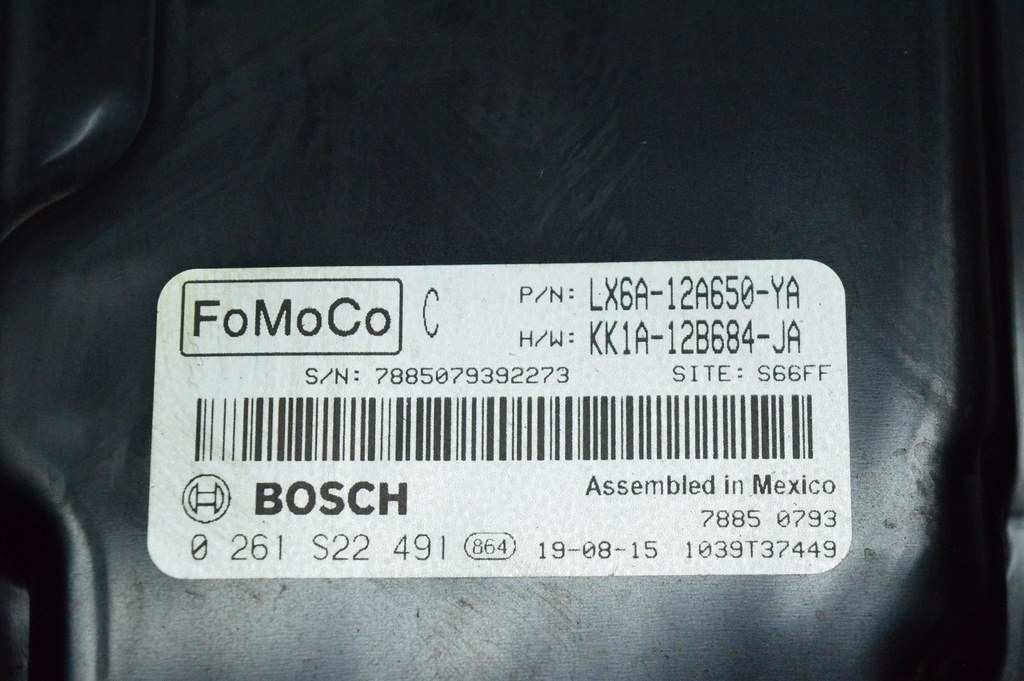 FoMoCo C P/N: LX6A-12A650-YA
H/W: KK1A-12B684-JA
S/N: 7885079392273 SITE: S66FF
BOSCH Assembled in Mexico
7885 0793
0 261 S22 491 864 19-08-15 1039T37449